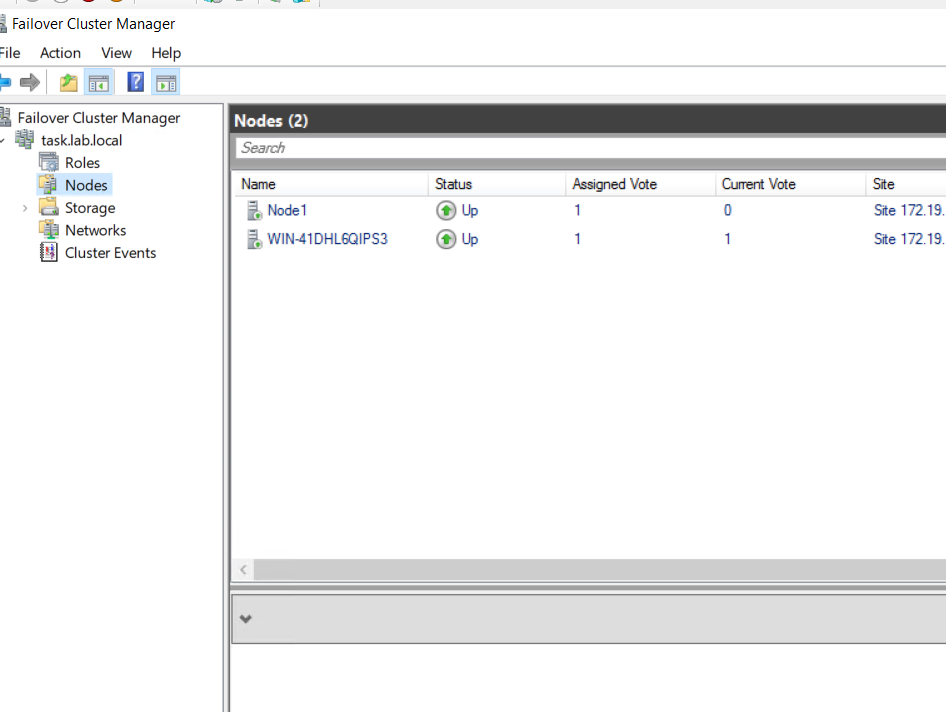 Failover Cluster Manager
File Action View Help
Failover Cluster Manager
task.lab.local
Roles
Nodes
Storage
Networks
Cluster Events
Nodes (2)
Search
Name Status Assigned Vote Current Vote Site
Node1 Up 1 0 Site 172.19.
WIN-41DHL6QIPS3 Up 1 1 Site 172.19.